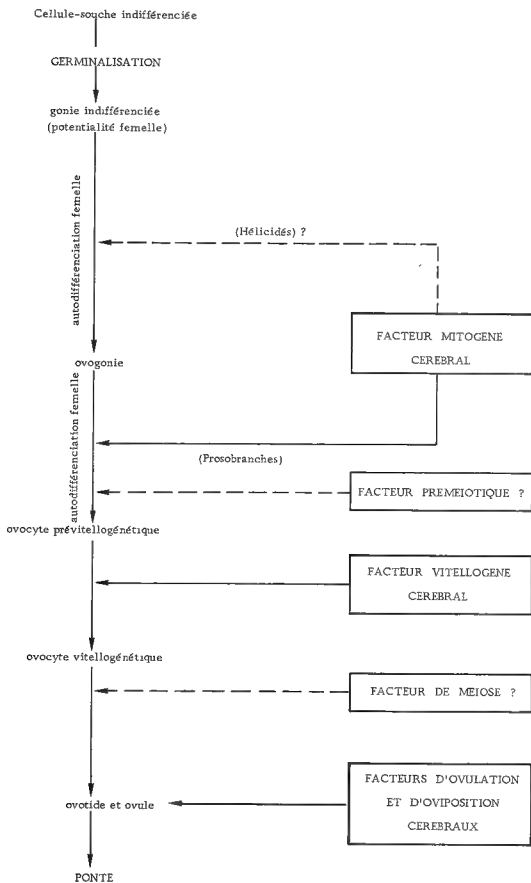 Cellule-souche indifférenciée
GERMINALISATION
gonie indifférenciée
(potentialité femelle)
autodifférenciation femelle
(Hélicidés) ?
FACTEUR MITOGENE
CEREBRAL
ovogonie
autodifférenciation femelle
(Prosobranches)
FACTEUR PREMEIOTIQUE ?
ovocyte prévitellogénétique
FACTEUR VITELLOGENE
CEREBRAL
ovocyte vitellogénétique
FACTEUR DE MEIOSE ?
FACTEURS D'OVULATION
ET D'OVIPOSITION
CEREBRAUX
ovotide et ovule
PONTE